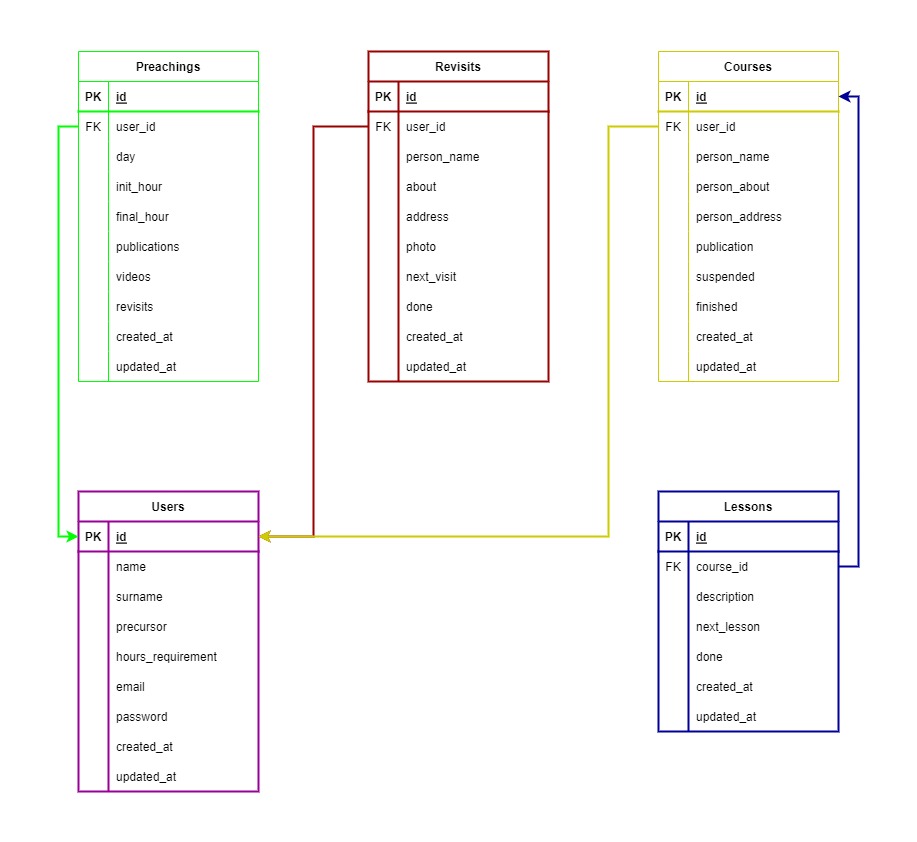 Preachings
PK id
FK user_id
day
init_hour
final_hour
publications
videos
revisits
created_at
updated_at
Revisits
PK id
FK user_id
person_name
about
address
photo
next_visit
done
created_at
updated_at
Courses
PK id
FK user_id
person_name
person_about
person_address
publication
suspended
finished
created_at
updated_at
Users
PK id
name
surname
precursor
hours_requirement
email
password
created_at
updated_at
Lessons
PK id
FK course_id
description
next_lesson
done
created_at
updated_at